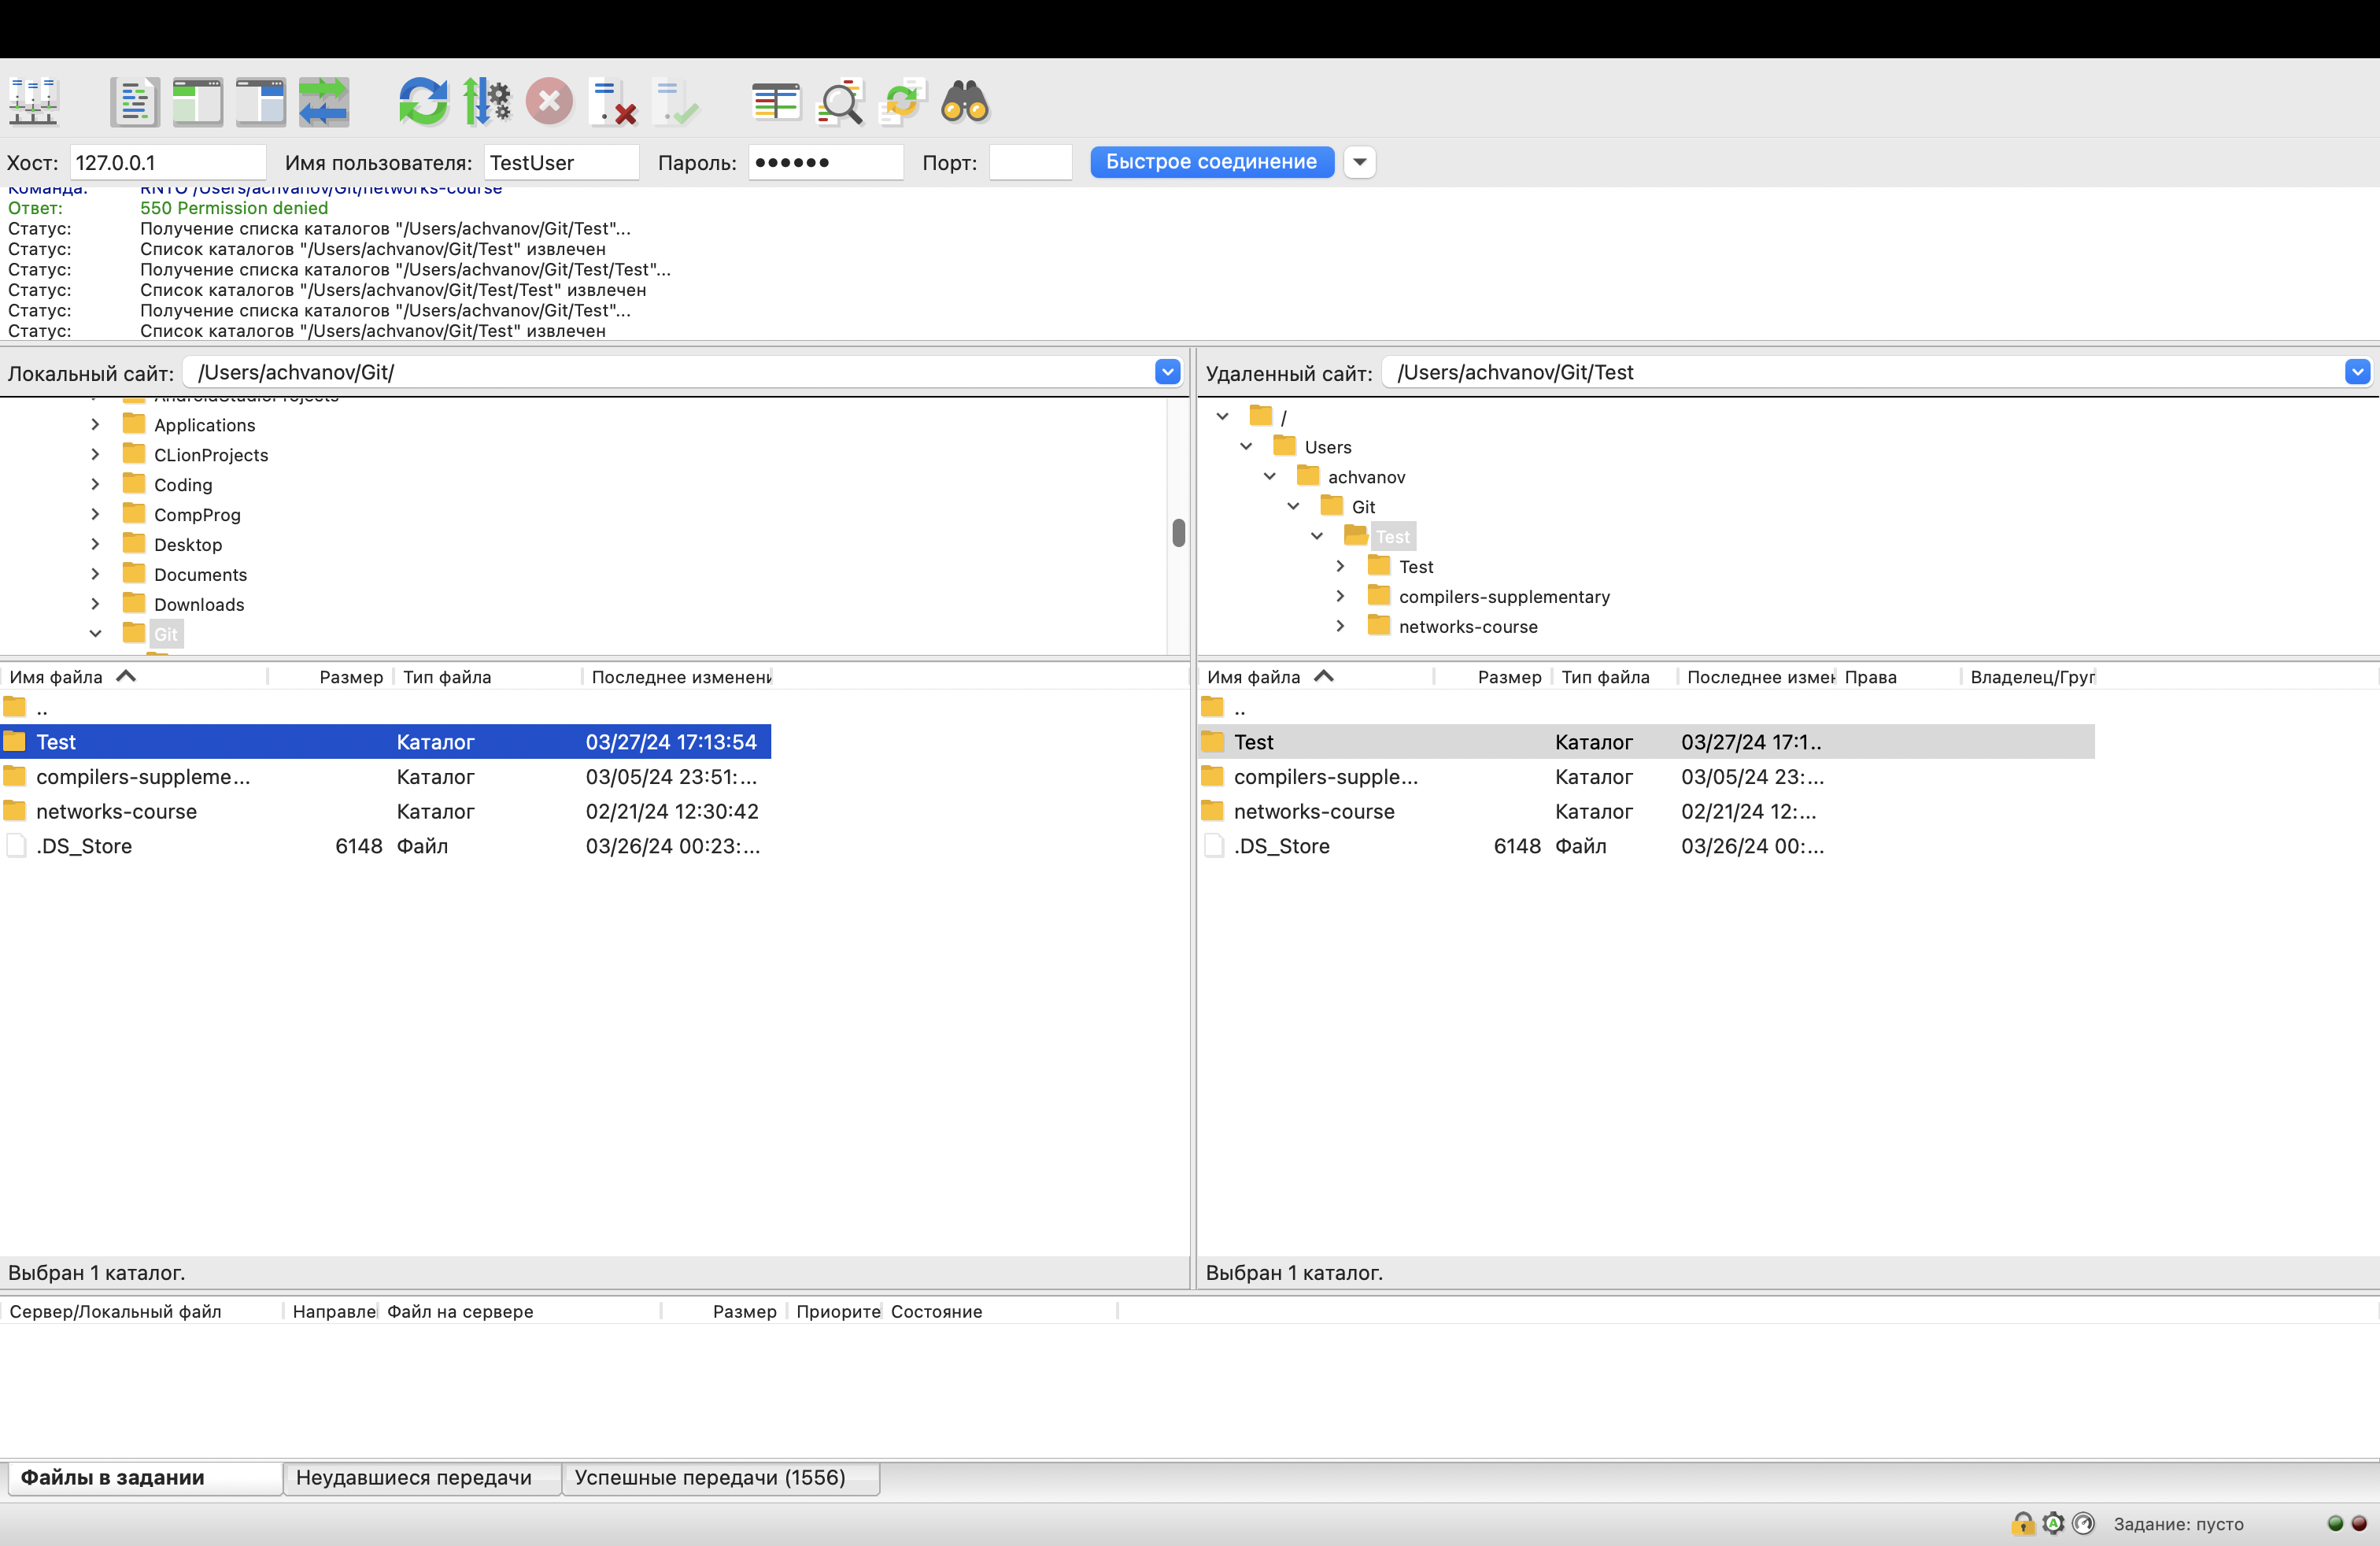 Хост: 127.0.0.1 Имя пользователя: TestUser Пароль: •••••• Порт: Быстрое соединение
Команда: RNTO /Users/achvanov/Git/networks-course
Ответ: 550 Permission denied
Статус: Получение списка каталогов "/Users/achvanov/Git/Test"...
Статус: Список каталогов "/Users/achvanov/Git/Test" извлечен
Статус: Получение списка каталогов "/Users/achvanov/Git/Test/Test"...
Статус: Список каталогов "/Users/achvanov/Git/Test/Test" извлечен
Статус: Получение списка каталогов "/Users/achvanov/Git/Test"...
Статус: Список каталогов "/Users/achvanov/Git/Test" извлечен
Локальный сайт: /Users/achvanov/Git/
AndroidStudioProjects
Applications
CLionProjects
Coding
CompProg
Desktop
Documents
Downloads
Git
Имя файла Размер Тип файла Последнее изменени
..
Test Каталог 03/27/24 17:13:54
compilers-suppleme... Каталог 03/05/24 23:51:...
networks-course Каталог 02/21/24 12:30:42
.DS_Store 6148 Файл 03/26/24 00:23:...
Выбран 1 каталог.
Удаленный сайт: /Users/achvanov/Git/Test
/
Users
achvanov
Git
Test
Test
compilers-supplementary
networks-course
Имя файла Размер Тип файла Последнее измен Права Владелец/Груп
..
Test Каталог 03/27/24 17:1..
compilers-supple... Каталог 03/05/24 23:...
networks-course Каталог 02/21/24 12:...
.DS_Store 6148 Файл 03/26/24 00:...
Выбран 1 каталог.
Сервер/Локальный файл Направле Файл на сервере Размер Приорите Состояние
Файлы в задании Неудавшиеся передачи Успешные передачи (1556)
Задание: пусто